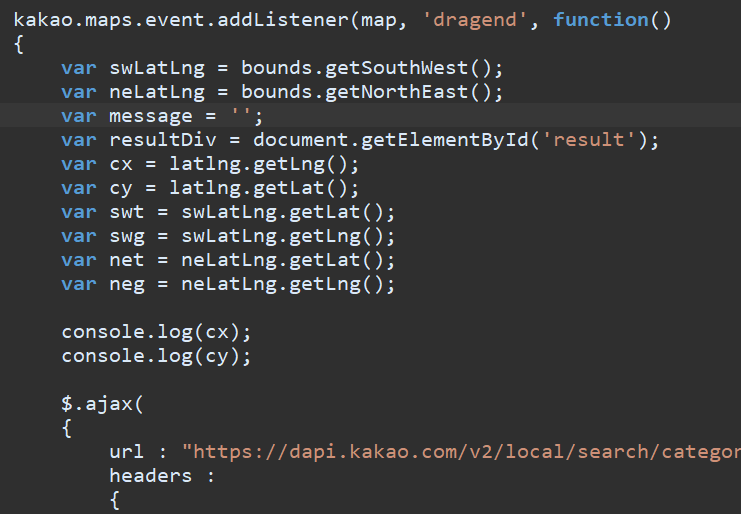 kakao.maps.event.addListener(map, 'dragend', function()
{
var swLatLng = bounds.getSouthWest();
var neLatLng = bounds.getNorthEast();
var message = '';
var resultDiv = document.getElementById('result');
var cx = latlng.getLng();
var cy = latlng.getLat();
var swt = swLatLng.getLat();
var swg = swLatLng.getLng();
var net = neLatLng.getLat();
var neg = neLatLng.getLng();
console.log(cx);
console.log(cy);
$.ajax(
{
url : "https://dapi.kakao.com/v2/local/search/categor
headers :
{